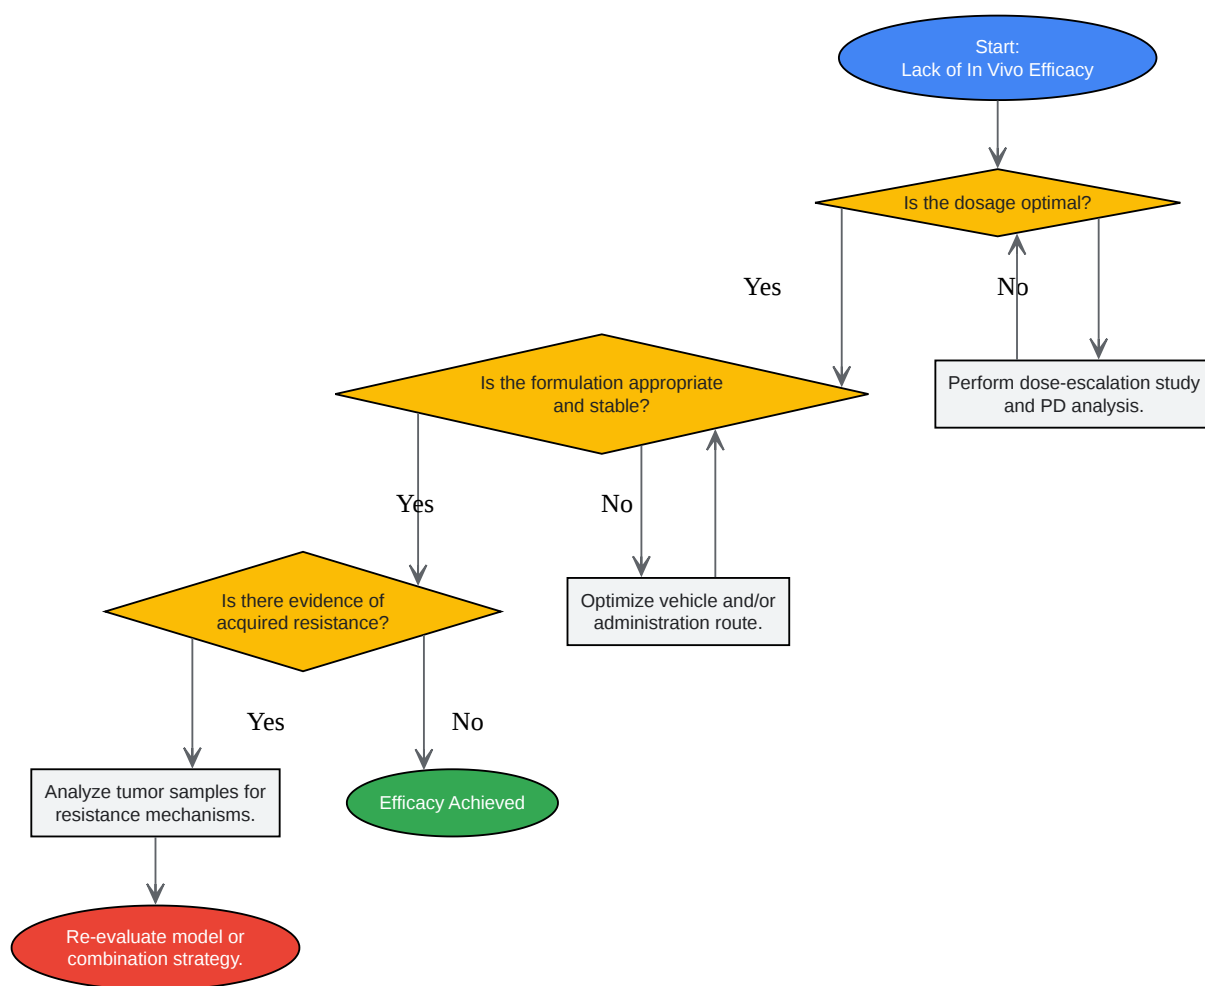 Start:
Lack of In Vivo Efficacy
Is the dosage optimal?
Yes
No
Is the formulation appropriate
and stable?
Perform dose-escalation study
and PD analysis.
Yes
No
Is there evidence of
acquired resistance?
Optimize vehicle and/or
administration route.
Yes
No
Analyze tumor samples for
resistance mechanisms.
Efficacy Achieved
Re-evaluate model or
combination strategy.